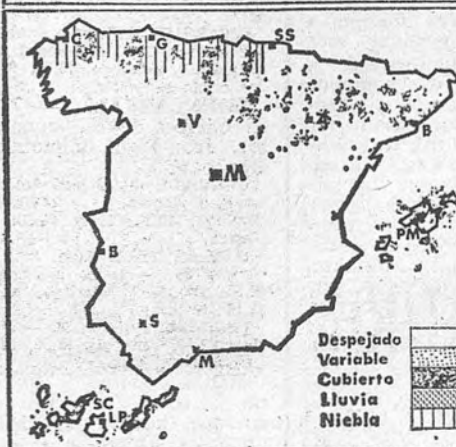 C G SS
V
B
M
PM
B
S
M
SC
LP
Despejado
Variable
Cubierto
Lluvia
Niebla